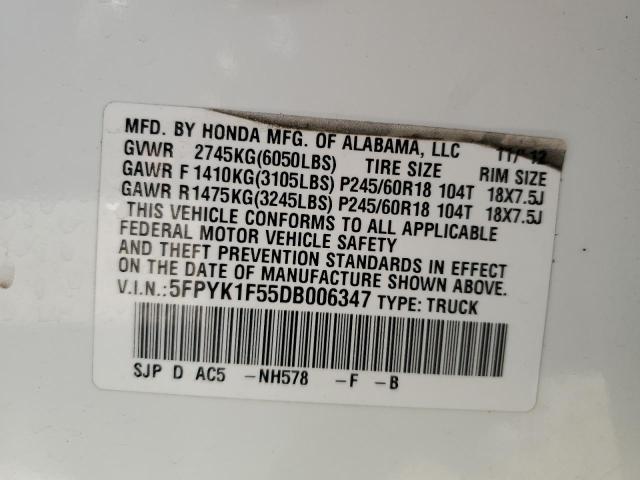 MFD. BY HONDA MFG. OF ALABAMA, LLC 11/12
GVWR 2745KG(6050LBS) TIRE SIZE RIM SIZE
GAWR F 1410KG(3105LBS) P245/60R18 104T 18X7.5J
GAWR R1475KG(3245LBS) P245/60R18 104T 18X7.5J
THIS VEHICLE CONFORMS TO ALL APPLICABLE
FEDERAL MOTOR VEHICLE SAFETY
AND THEFT PREVENTION STANDARDS IN EFFECT
ON THE DATE OF MANUFACTURE SHOWN ABOVE.
V.I.N.:5FPYK1F55DB006347 TYPE: TRUCK
SJP D AC5 -NH578 -F -B